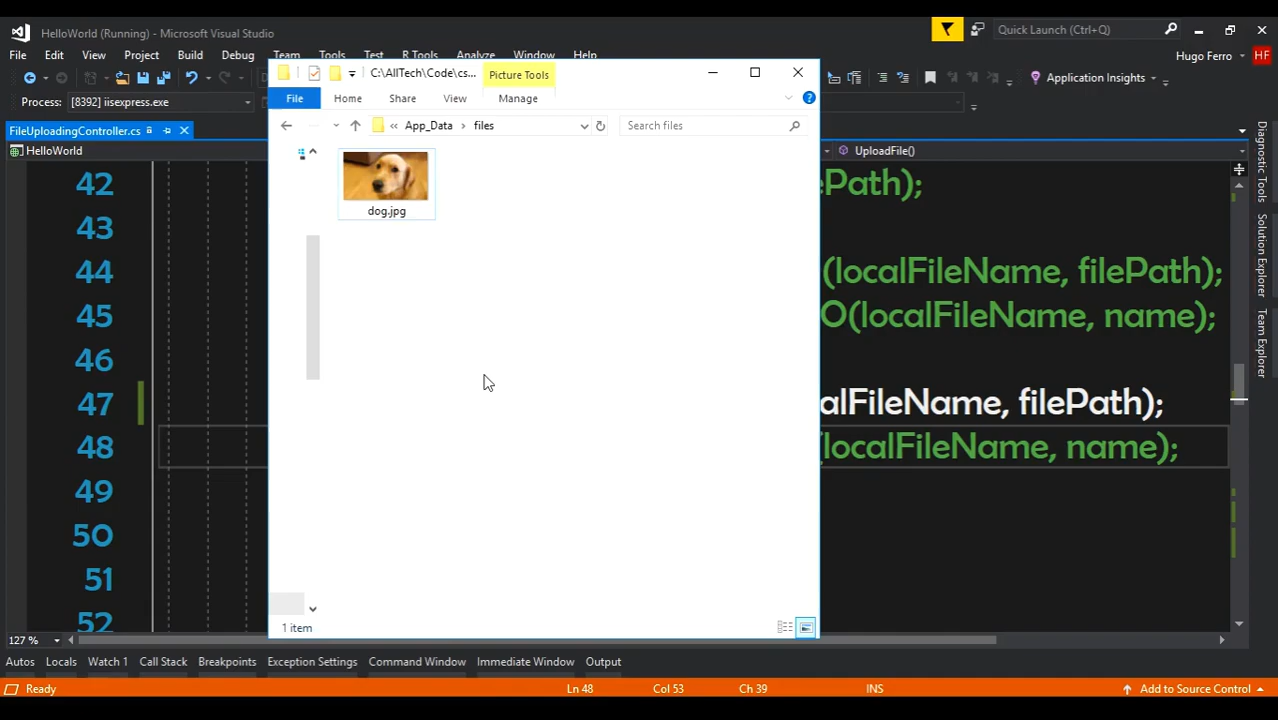 HelloWorld (Running) - Microsoft Visual Studio
Quick Launch (Ctrl+Q)
File Edit View Project Build Debug Team Tools Test R Tools Analyze Window Help
Hugo Ferro HF
Application Insights
Process: [8392] iisexpress.exe
FileUploadingController.cs
HelloWorld
UploadFile()
C:\AllTech\Code\cs...
Picture Tools
File Home Share View Manage
« App_Data › files
Search files
dog.jpg
1 item
42 Path);
43
44 (localFileName, filePath);
45 O(localFileName, name);
46
47 alFileName, filePath);
48 (localFileName, name);
49
50
51
52
Diagnostic Tools
Solution Explorer
Team Explorer
127 %
Autos Locals Watch 1 Call Stack Breakpoints Exception Settings Command Window Immediate Window Output
Ready Ln 48 Col 53 Ch 39 INS Add to Source Control